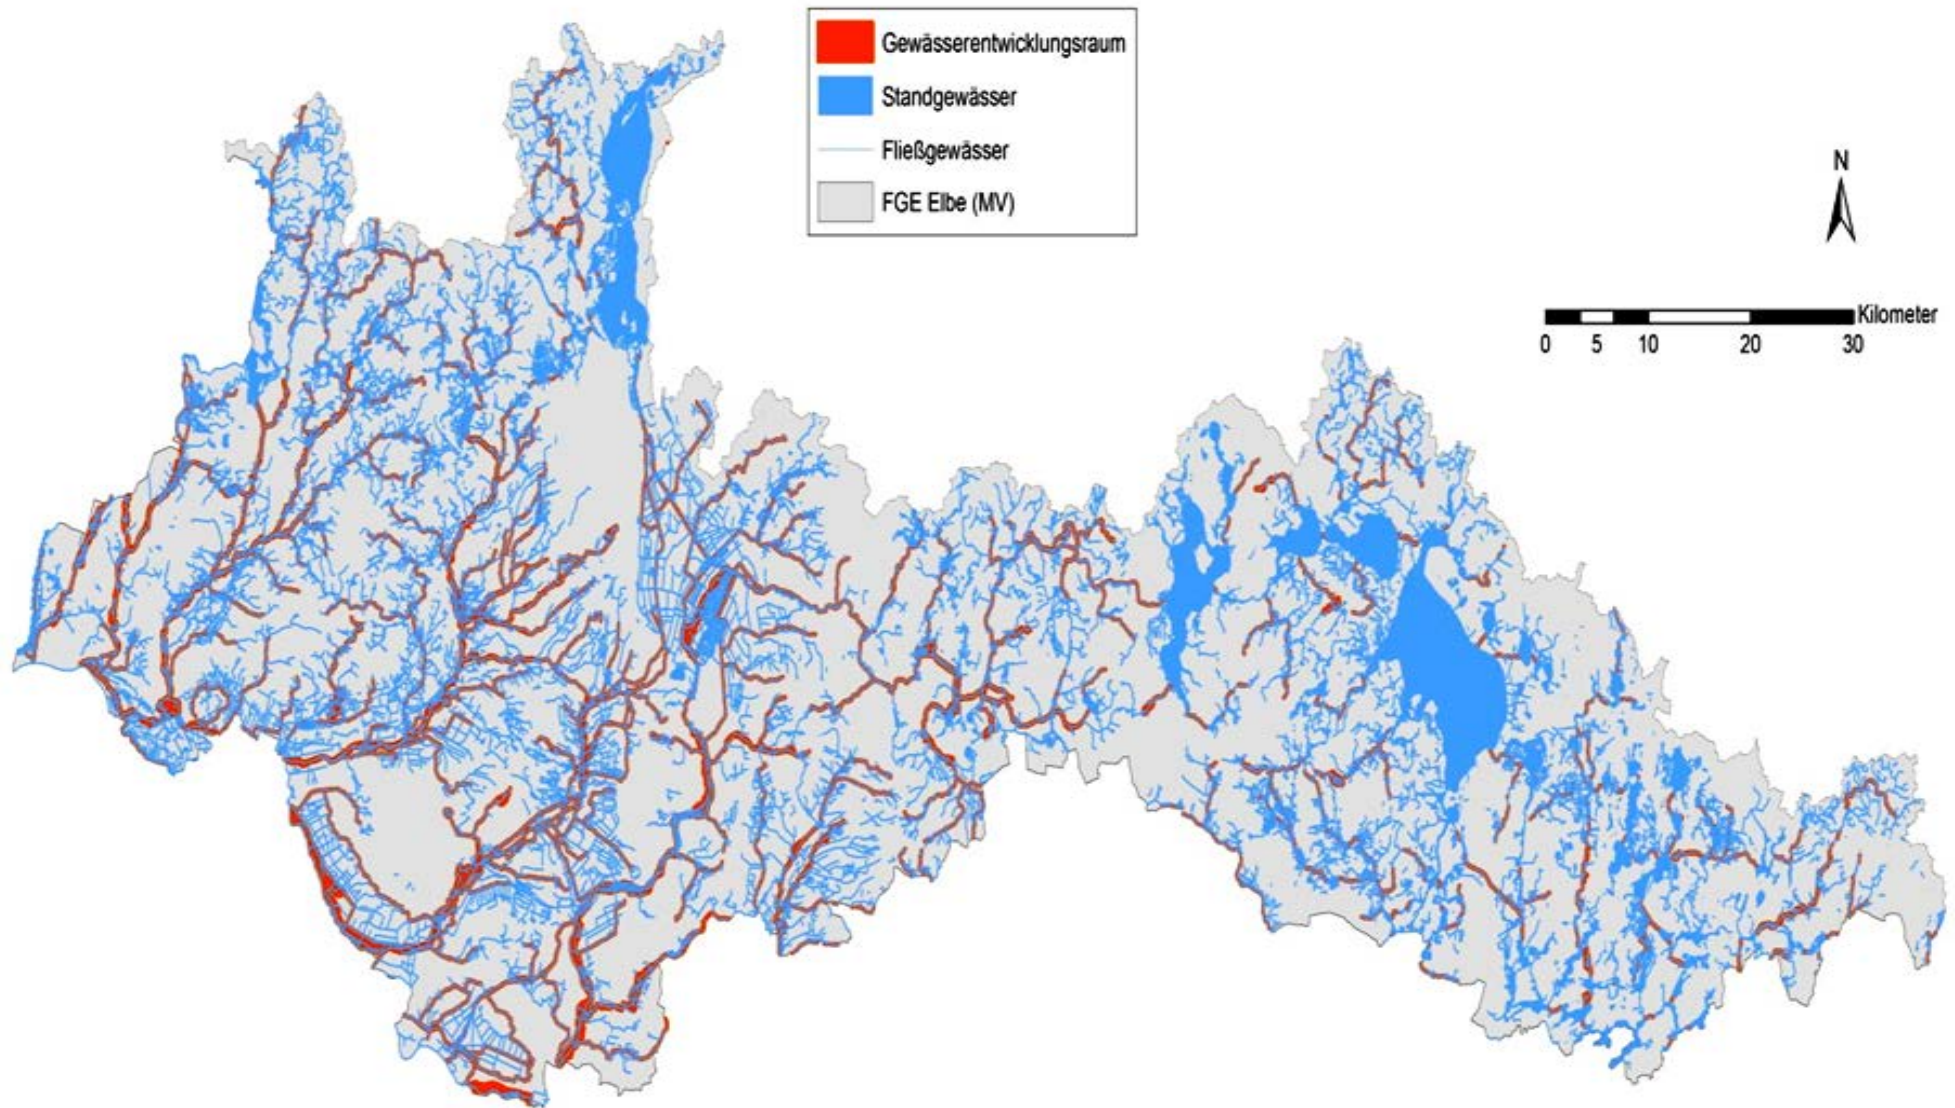 Gewässerentwicklungsraum
Standgewässer
Fließgewässer
FGE Elbe (MV)
N
Kilometer
0 5 10 20 30